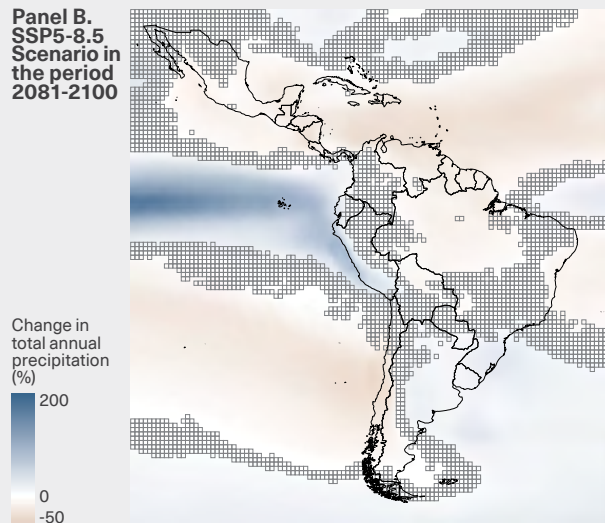 Panel B.
SSP5-8.5
Scenario in
the period
2081-2100
Change in
total annual
precipitation
(%)
200
0
-50